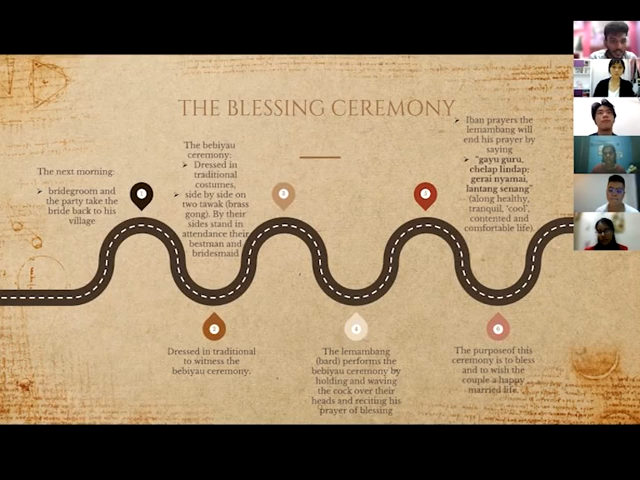 THE BLESSING CEREMONY
The next morning:
➤ bridegroom and
the party take the
bride back to his
village
1
Dressed in traditional
to witness the
bebiyau ceremony.
2
The bebiyau
ceremony:
➤ Dressed in
traditional
costumes,
➤ side by side on
two tawak (brass
gong). By their
sides stand in
attendance their
bestman and
bridesmaid
3
The lemambang
(bard) performs the
bebiyau ceremony by
holding and waving
the cock over their
heads and reciting his
prayer of blessing
4
➤ Iban prayers the
lemambang will
end his prayer by
saying
➤ "gayu guru,
chelap lindap;
gerai nyamai,
lantang senang"
(along healthy,
tranquil, 'cool',
contented and
comfortable life).
5
The purposeof this
ceremony is to bless
and to wish the
couple a happy
married life.
6